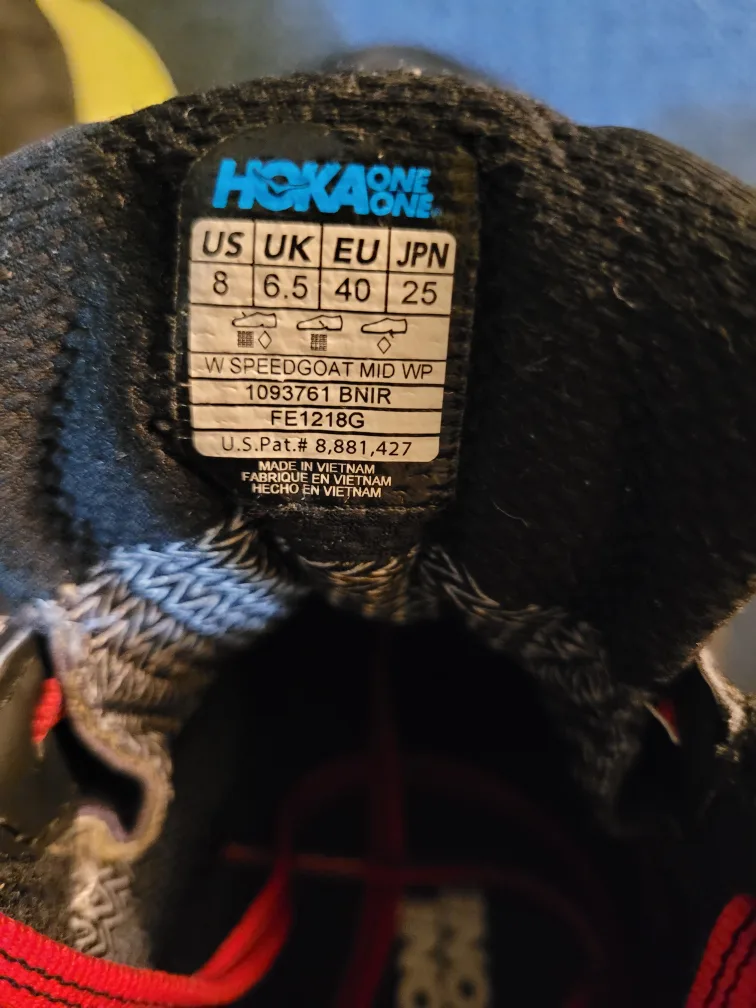 HOKA ONE ONE
US UK EU JPN
8 6.5 40 25
W SPEEDGOAT MID WP
1093761 BNIR
FE1218G
U.S.Pat.# 8,881,427
MADE IN VIETNAM
FABRIQUE EN VIETNAM
HECHO EN VIETNAM